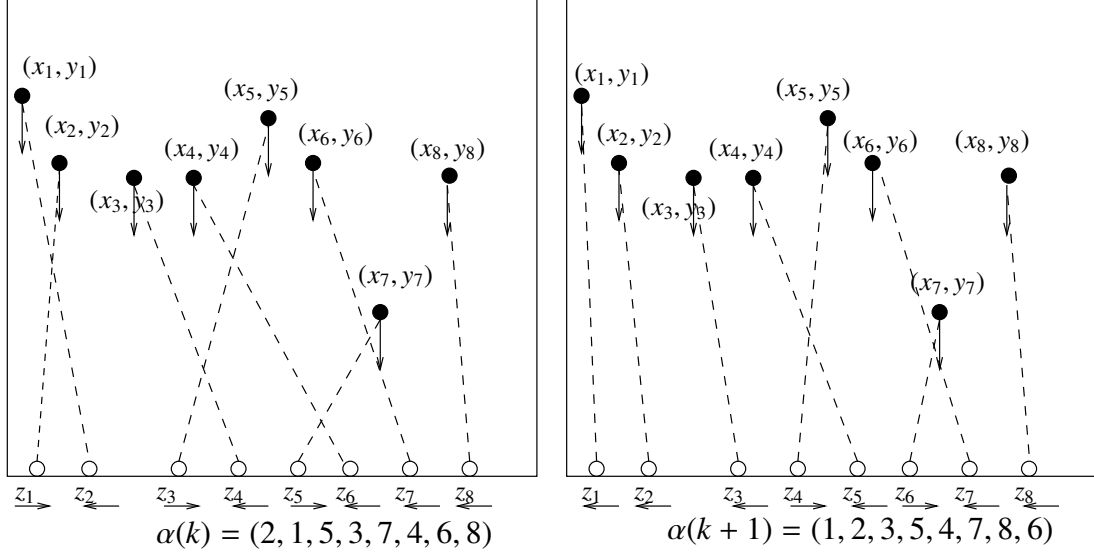 (x₁, y₁)
(x₂, y₂)
(x₃, y₃)
(x₄, y₄)
(x₅, y₅)
(x₆, y₆)
(x₇, y₇)
(x₈, y₈)
z₁ z₂ z₃ z₄ z₅ z₆ z₇ z₈
α(k) = (2, 1, 5, 3, 7, 4, 6, 8)
(x₁, y₁)
(x₂, y₂)
(x₃, y₃)
(x₄, y₄)
(x₅, y₅)
(x₆, y₆)
(x₇, y₇)
(x₈, y₈)
z₁ z₂ z₃ z₄ z₅ z₆ z₇ z₈
α(k + 1) = (1, 2, 3, 5, 4, 7, 8, 6)